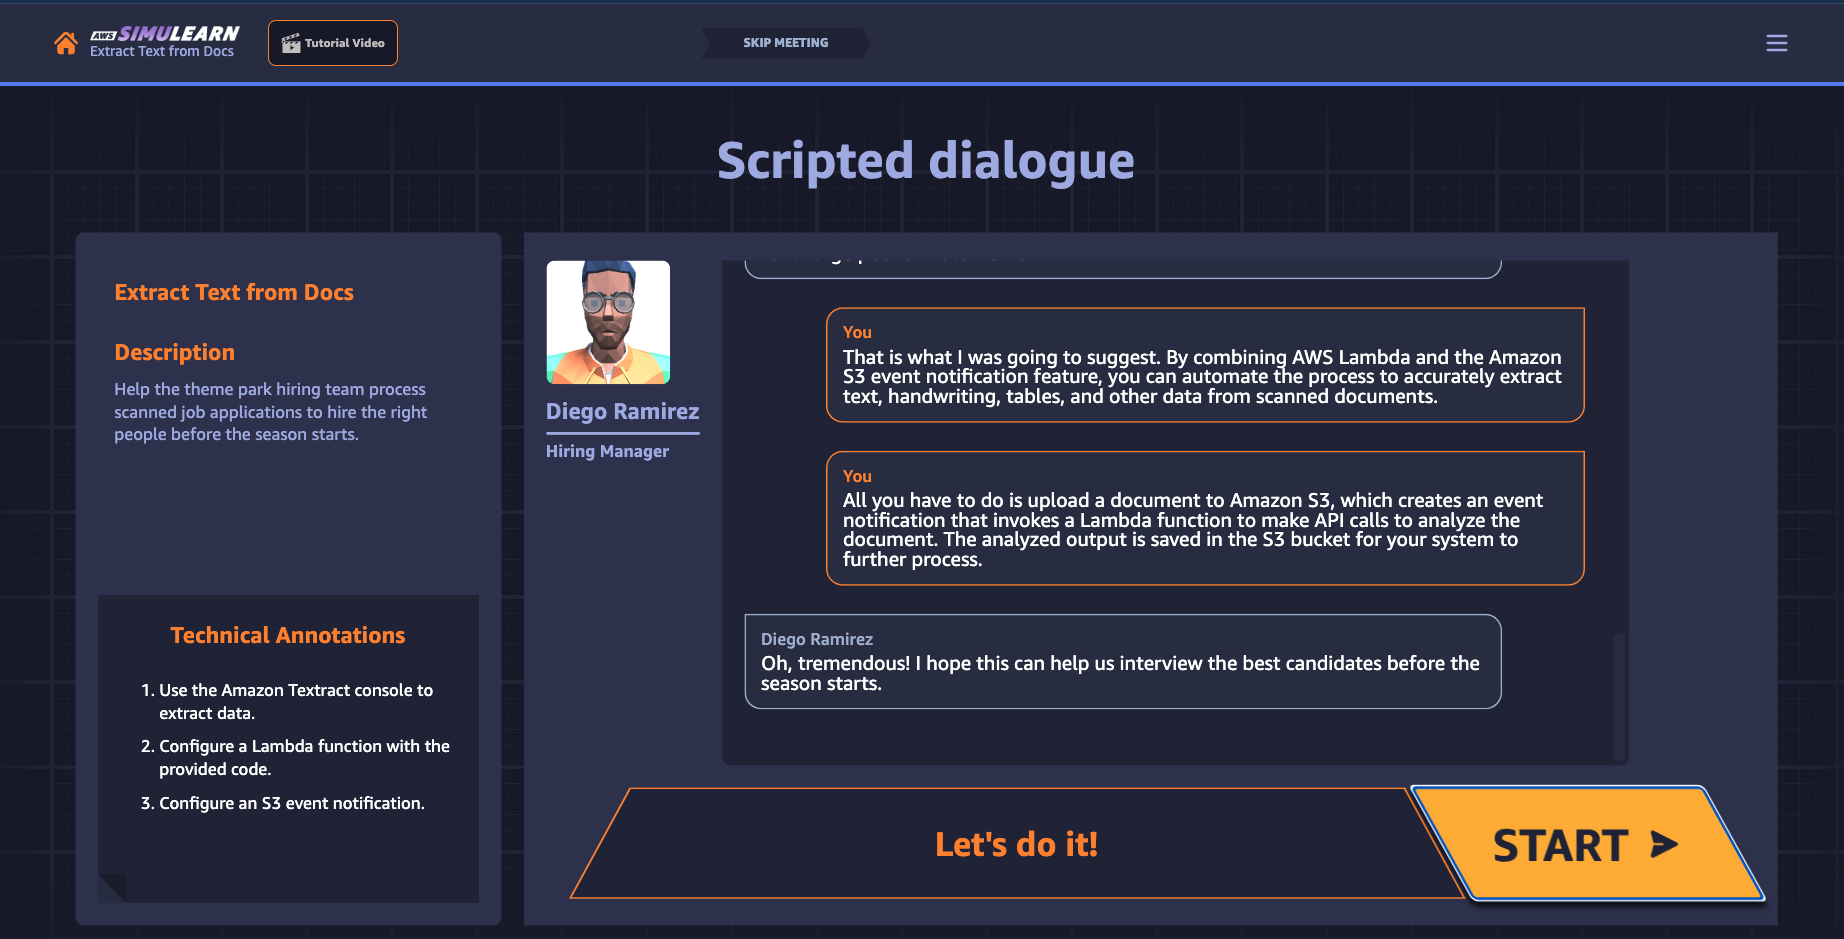 aws SIMULEARN
Extract Text from Docs
Tutorial Video
SKIP MEETING
Scripted dialogue
Extract Text from Docs
Description
Help the theme park hiring team process
scanned job applications to hire the right
people before the season starts.
Technical Annotations
1. Use the Amazon Textract console to
extract data.
2. Configure a Lambda function with the
provided code.
3. Configure an S3 event notification.
Diego Ramirez
Hiring Manager
You
That is what I was going to suggest. By combining AWS Lambda and the Amazon
S3 event notification feature, you can automate the process to accurately extract
text, handwriting, tables, and other data from scanned documents.
You
All you have to do is upload a document to Amazon S3, which creates an event
notification that invokes a Lambda function to make API calls to analyze the
document. The analyzed output is saved in the S3 bucket for your system to
further process.
Diego Ramirez
Oh, tremendous! I hope this can help us interview the best candidates before the
season starts.
Let's do it!
START